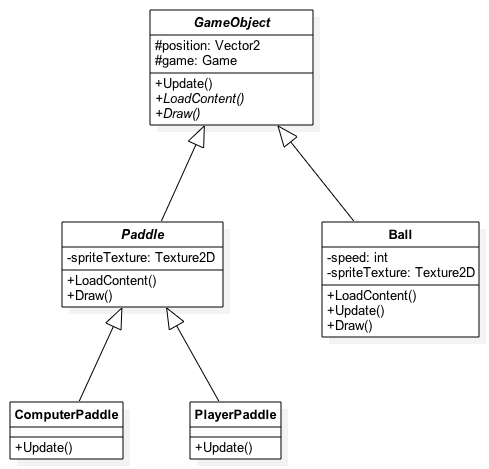 GameObject
#position: Vector2
#game: Game
+Update()
+LoadContent()
+Draw()
Paddle
-spriteTexture: Texture2D
+LoadContent()
+Draw()
Ball
-speed: int
-spriteTexture: Texture2D
+LoadContent()
+Update()
+Draw()
ComputerPaddle
+Update()
PlayerPaddle
+Update()